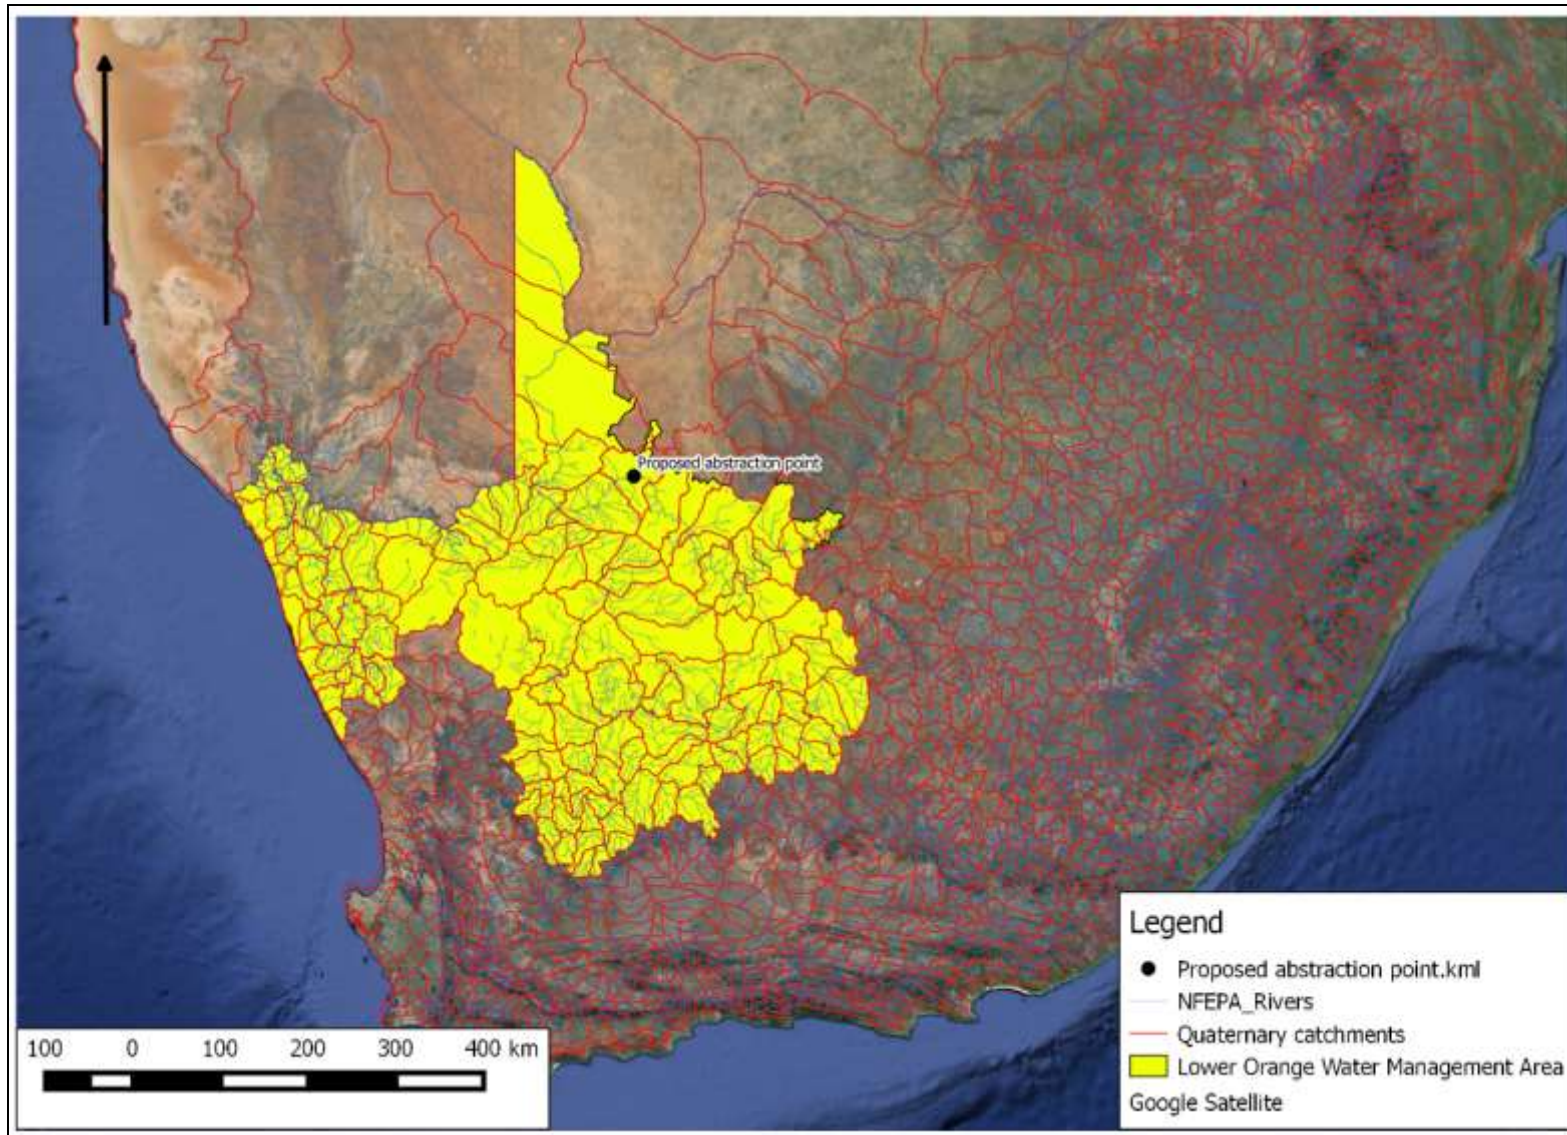 Proposed abstraction point
Legend
Proposed abstraction point.kml
NFEPA_Rivers
Quaternary catchments
Lower Orange Water Management Area
Google Satellite
100 0 100 200 300 400 km